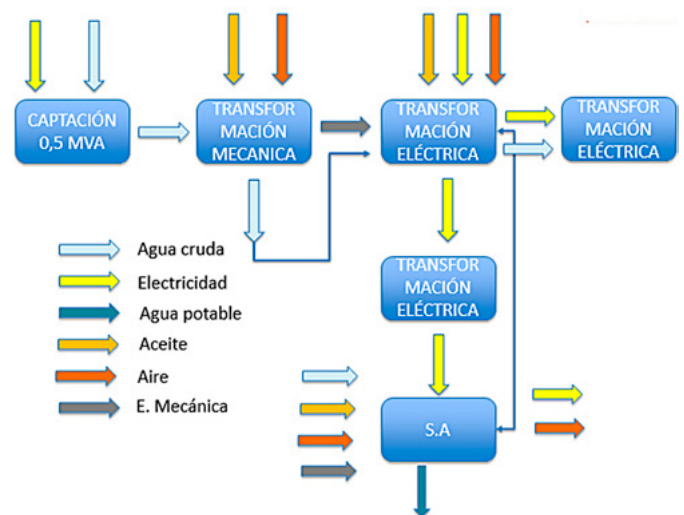 CAPTACIÓN
0,5 MVA
TRANSFOR
MACIÓN
MECANICA
TRANSFOR
MACIÓN
ELÉCTRICA
TRANSFOR
MACIÓN
ELÉCTRICA
Agua cruda
Electricidad
Agua potable
Aceite
Aire
E. Mecánica
TRANSFOR
MACIÓN
ELÉCTRICA
S.A